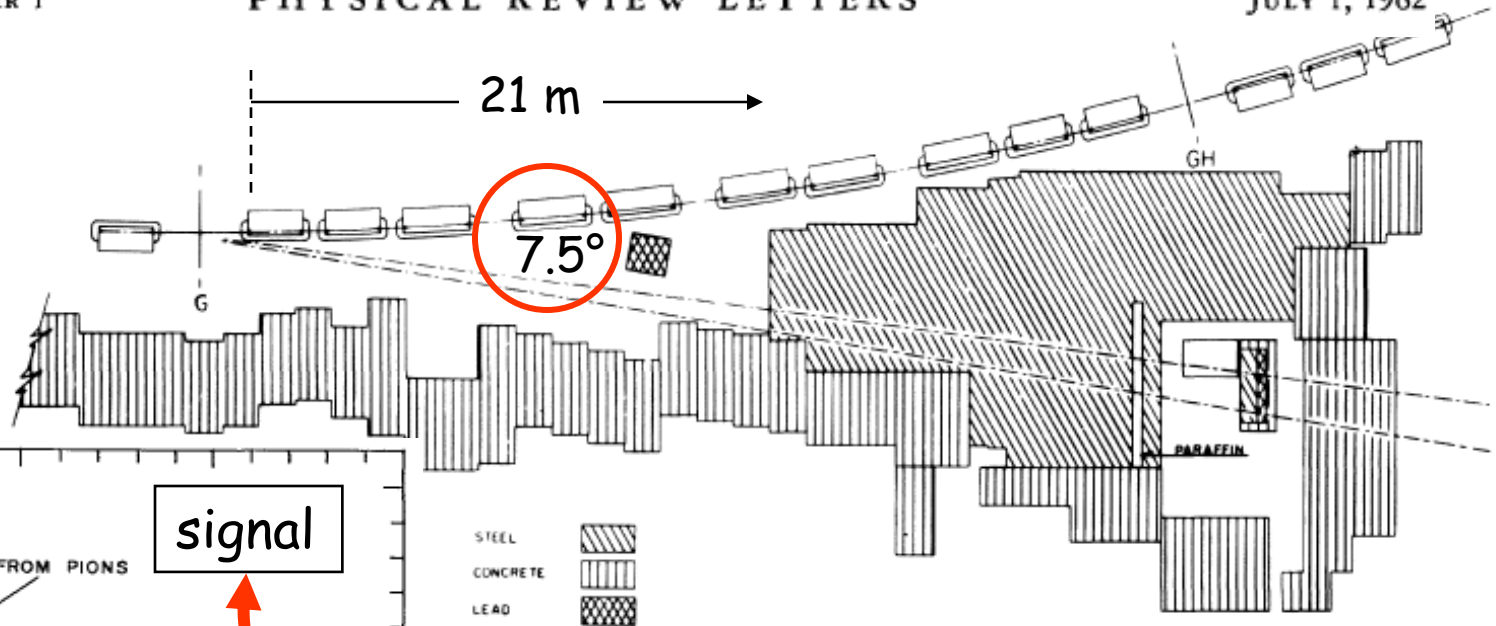 PHYSICAL REVIEW LETTERS
JULY 1, 1962
21 m
GH
7.5°
G
PARAFFIN
signal
STEEL
FROM PIONS
CONCRETE
LEAD